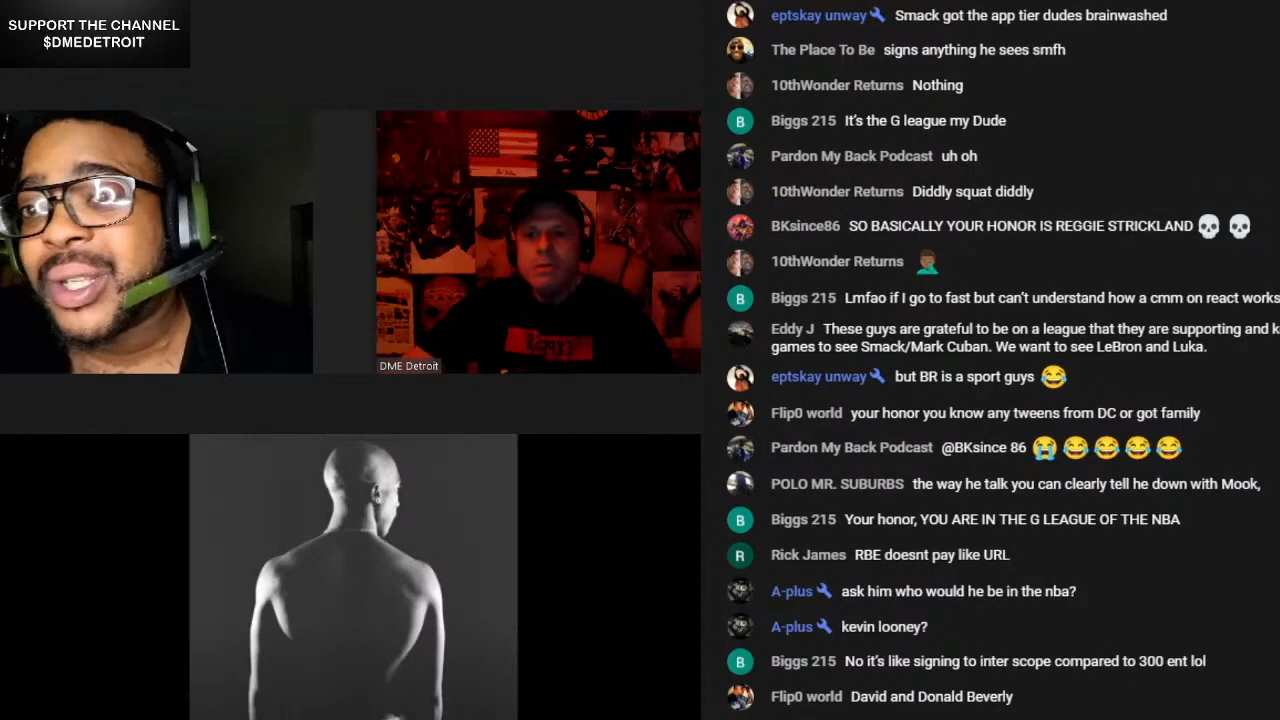 SUPPORT THE CHANNEL
$DMEDETROIT
DME Detroit
eptskay unway Smack got the app tier dudes brainwashed
The Place To Be signs anything he sees smfh
10thWonder Returns Nothing
B Biggs 215 It's the G league my Dude
Pardon My Back Podcast uh oh
10thWonder Returns Diddly squat diddly
BKsince86 SO BASICALLY YOUR HONOR IS REGGIE STRICKLAND 💀 💀
10thWonder Returns 🤦🏾‍♂️
B Biggs 215 Lmfao if I go to fast but can't understand how a cmm on react works
Eddy J These guys are grateful to be on a league that they are supporting and
games to see Smack/Mark Cuban. We want to see LeBron and Luka.
eptskay unway but BR is a sport guys 😂
Flip0 world your honor you know any tweens from DC or got family
Pardon My Back Podcast @BKsince 86 😭 😂 😂 😂 😂
POLO MR. SUBURBS the way he talk you can clearly tell he down with Mook,
B Biggs 215 Your honor, YOU ARE IN THE G LEAGUE OF THE NBA
R Rick James RBE doesnt pay like URL
A-plus ask him who would he be in the nba?
A-plus kevin looney?
B Biggs 215 No it's like signing to inter scope compared to 300 ent lol
Flip0 world David and Donald Beverly